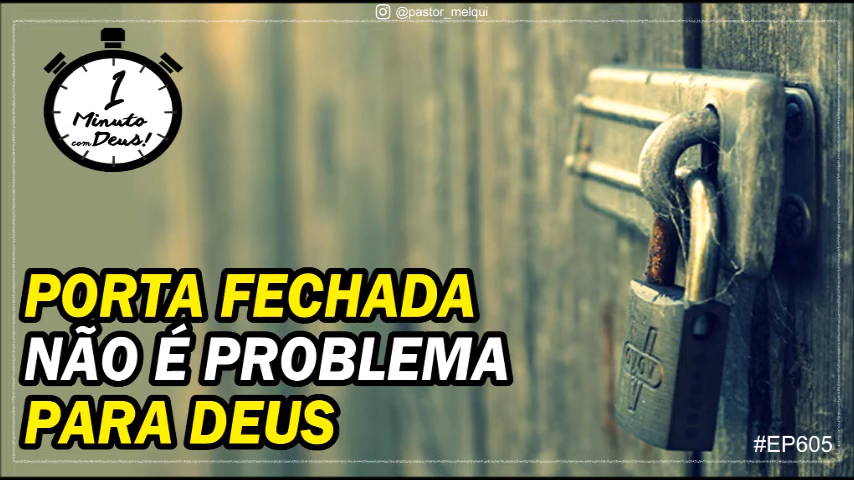 @pastor_melqui
1
Minuto
com Deus!
PORTA FECHADA
NÃO É PROBLEMA
PARA DEUS
#EP605